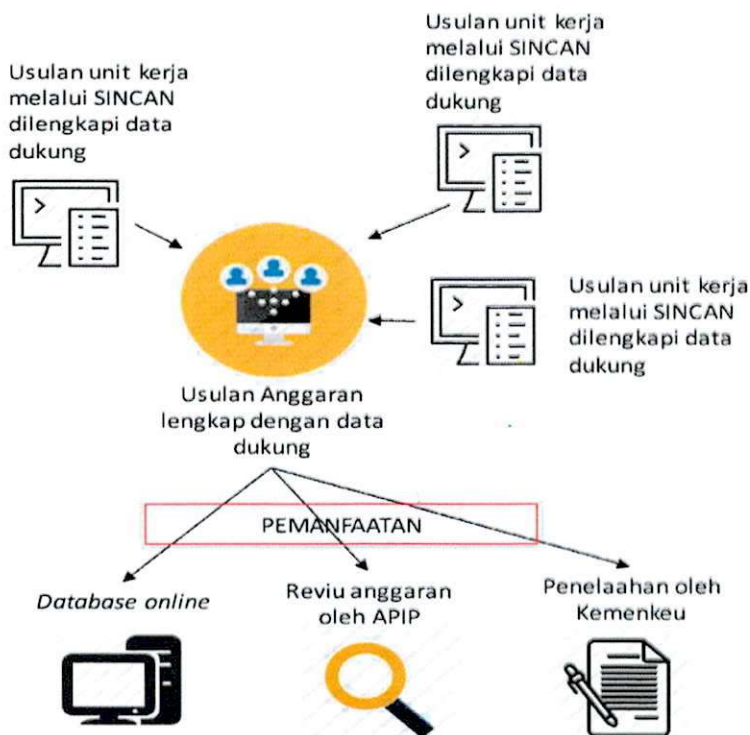 Usulan unit kerja
melalui SINCAN
dilengkapi data
dukung
Usulan unit kerja
melalui SINCAN
dilengkapi data
dukung
Usulan unit kerja
melalui SINCAN
dilengkapi data
dukung
Usulan Anggaran
lengkap dengan data
dukung
PEMANFAATAN
Database online
Reviu anggaran
oleh APIP
Penelaahan oleh
Kemenkeu